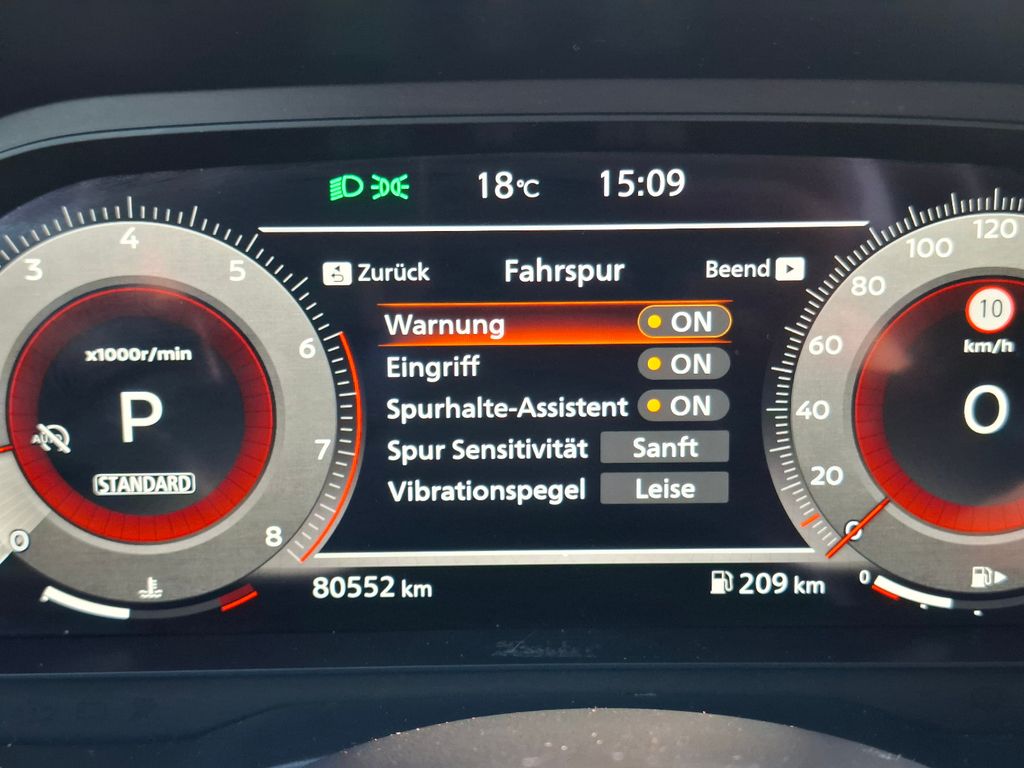 18°C 15:09
Zurück Fahrspur Beend
Warnung ON
Eingriff ON
Spurhalte-Assistent ON
Spur Sensitivität Sanft
Vibrationspegel Leise
80552 km 209 km
3 4 5 6 7 8 0
x1000r/min
P
AUTO
STANDARD
0 20 40 60 80 100 120
10
km/h
0
0